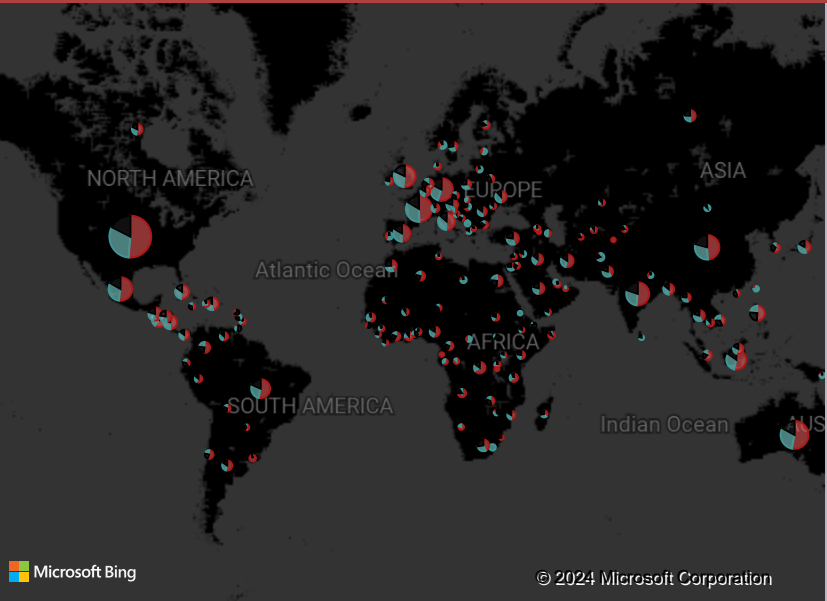 ASIA
NORTH AMERICA
EUROPE
Atlantic Ocean
AFRICA
SOUTH AMERICA
Indian Ocean
AUS
Microsoft Bing
© 2024 Microsoft Corporation